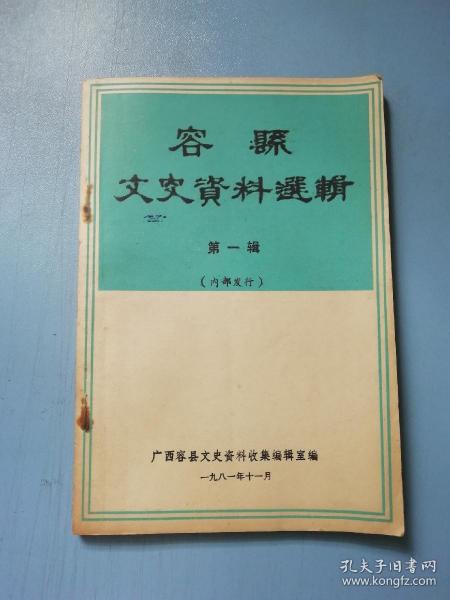 容縣
文史資料選輯
第一辑
(内部发行)
广西容县文史资料收集编辑室编
一九八一年十一月
孔夫子旧书网
www.kongfz.com